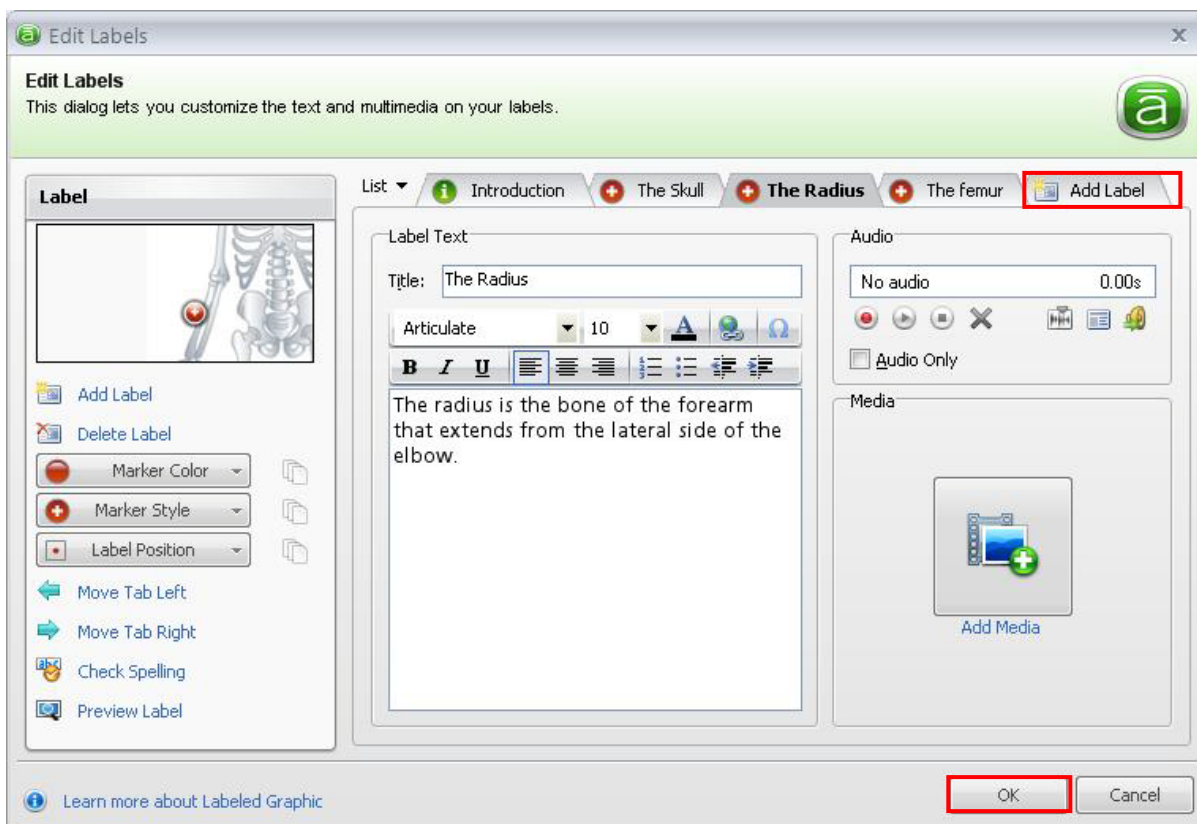 Edit Labels
Edit Labels
This dialog lets you customize the text and multimedia on your labels.
Label
Add Label
Delete Label
Marker Color
Marker Style
Label Position
Move Tab Left
Move Tab Right
Check Spelling
Preview Label
List
Introduction
The Skull
The Radius
The femur
Add Label
Label Text
Title: The Radius
Articulate 10 A Ω
B I U
The radius is the bone of the forearm
that extends from the lateral side of the
elbow.
Audio
No audio 0.00s
Audio Only
Media
Add Media
Learn more about Labeled Graphic
OK
Cancel